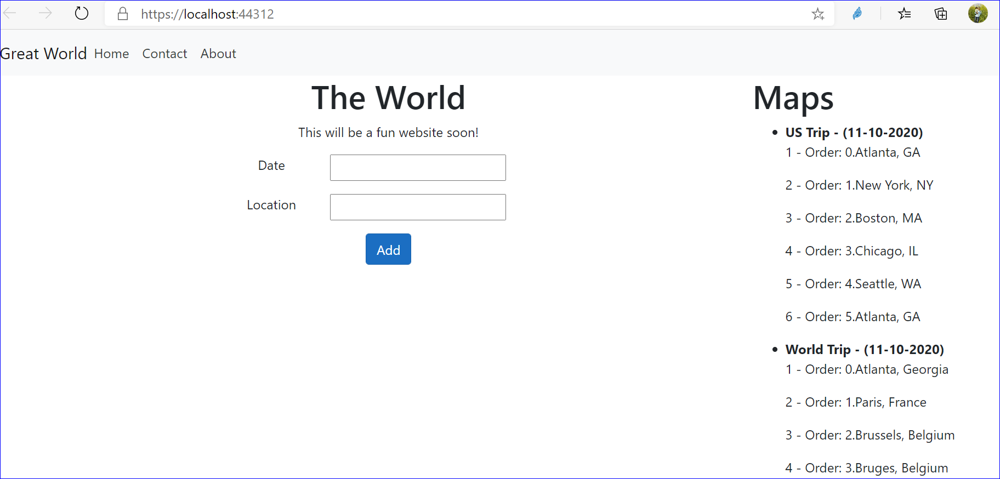 https://localhost:44312
Great World Home Contact About
The World
This will be a fun website soon!
Date
Location
Add
Maps
US Trip - (11-10-2020)
1 - Order: 0.Atlanta, GA
2 - Order: 1.New York, NY
3 - Order: 2.Boston, MA
4 - Order: 3.Chicago, IL
5 - Order: 4.Seattle, WA
6 - Order: 5.Atlanta, GA
World Trip - (11-10-2020)
1 - Order: 0.Atlanta, Georgia
2 - Order: 1.Paris, France
3 - Order: 2.Brussels, Belgium
4 - Order: 3.Bruges, Belgium